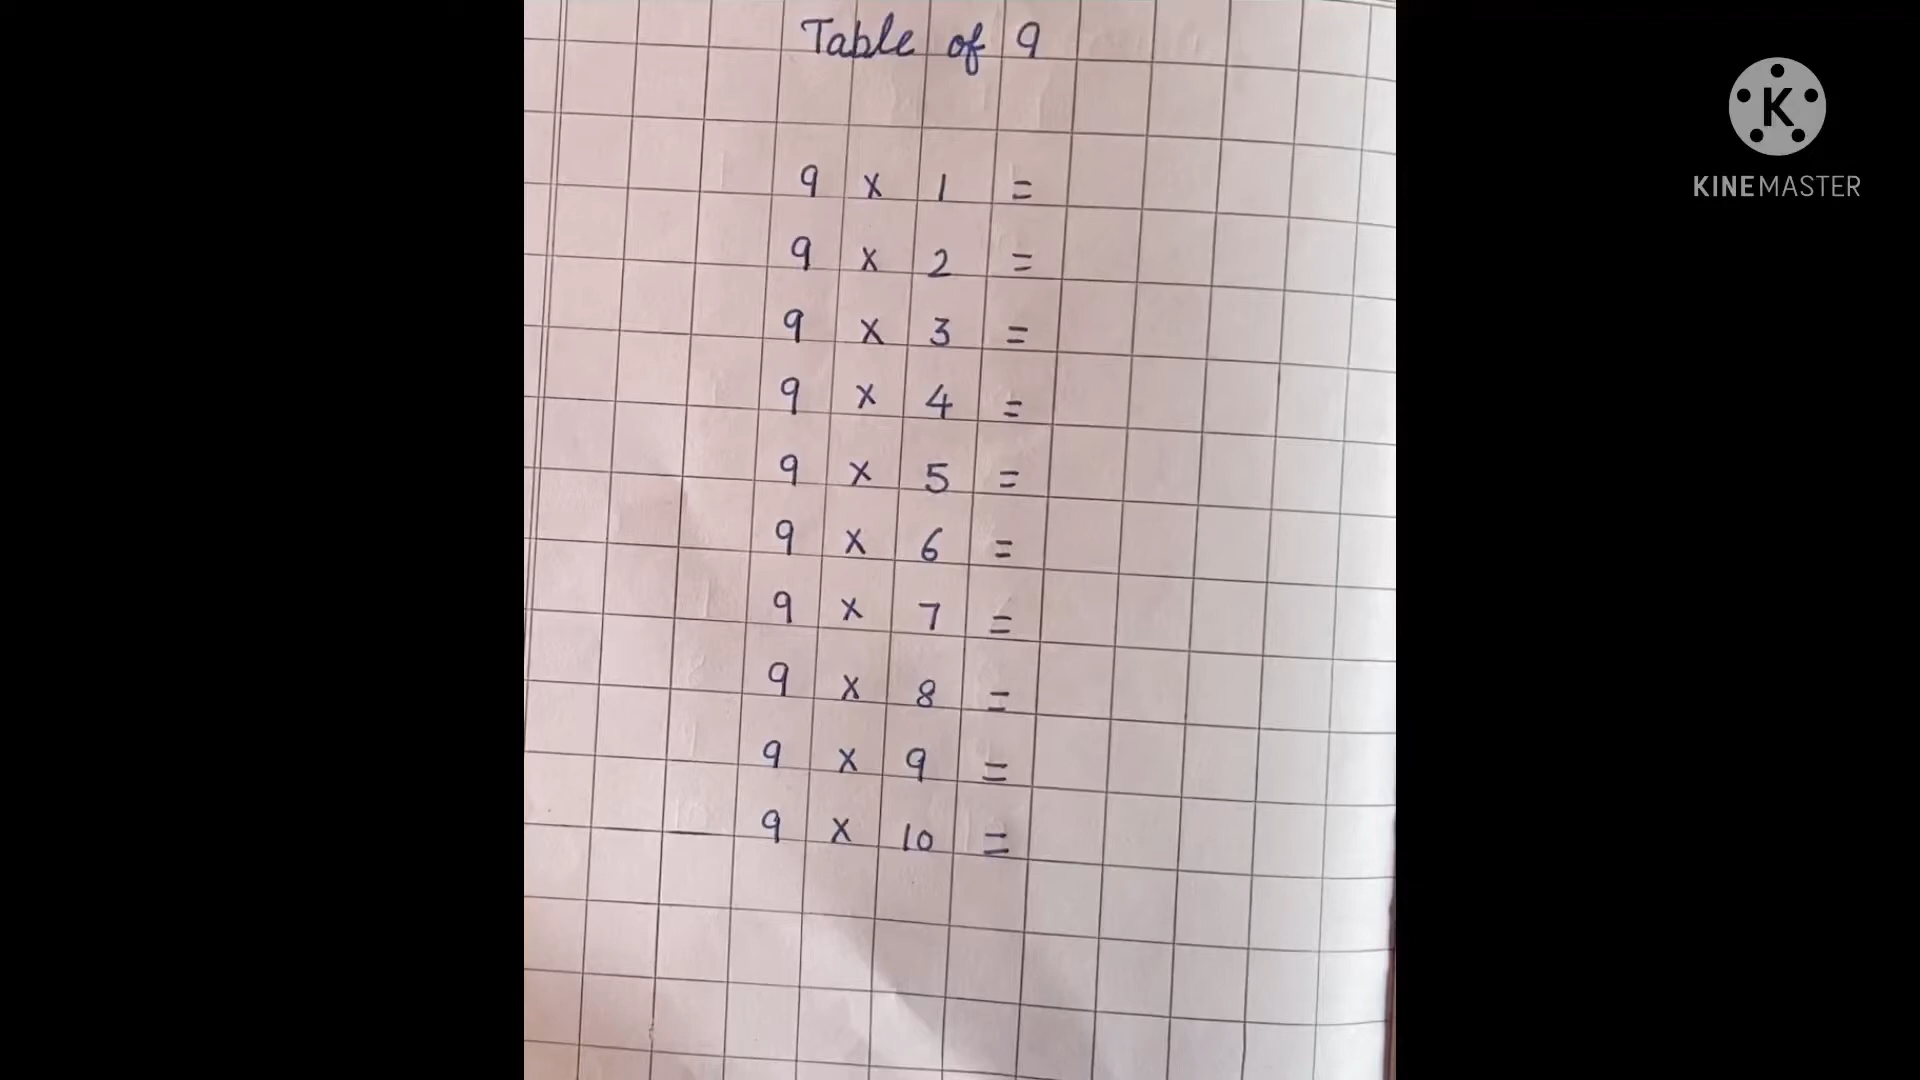 Table of 9
9 x 1 =
9 x 2 =
9 x 3 =
9 x 4 =
9 x 5 =
9 x 6 =
9 x 7 =
9 x 8 =
9 x 9 =
9 x 10 =
K
KINEMASTER